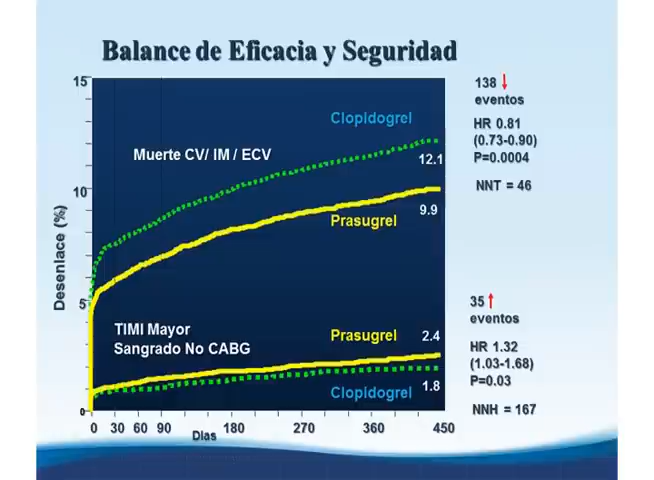 Balance de Eficacia y Seguridad
15
10
5
0
Desenlace (%)
Clopidogrel
Muerte CV/ IM / ECV
12.1
9.9
Prasugrel
TIMI Mayor
Sangrado No CABG
Prasugrel
2.4
1.8
Clopidogrel
0 30 60 90 180 270 360 450
Dias
138
eventos
HR 0.81
(0.73-0.90)
P=0.0004
NNT = 46
35
eventos
HR 1.32
(1.03-1.68)
P=0.03
NNH = 167